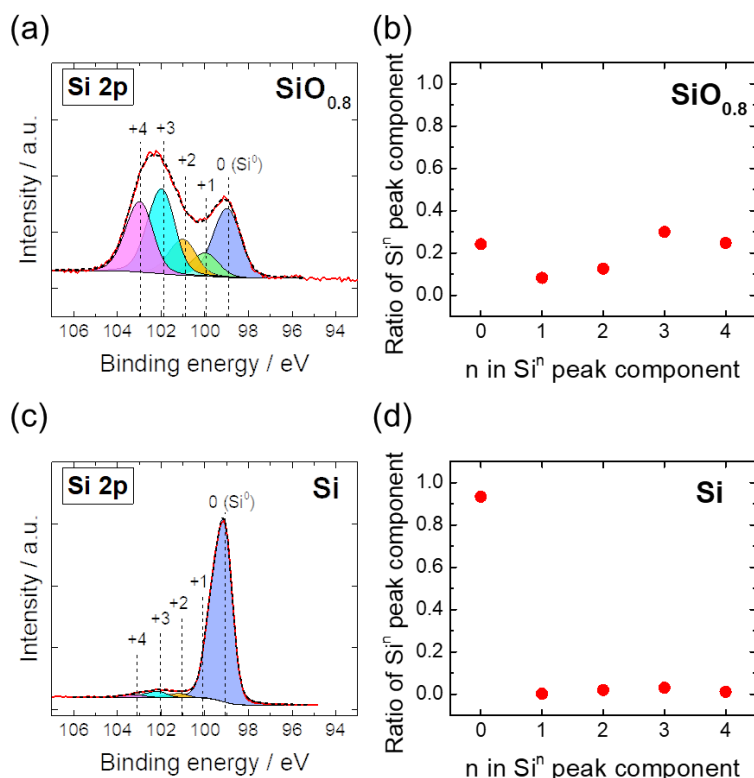 (a)
Si 2p
SiO0.8
+4
+3
+2
+1
0 (Si⁰)
Intensity / a.u.
106 104 102 100 98 96 94
Binding energy / eV
(b)
SiO0.8
Ratio of Siⁿ peak component
1.0
0.8
0.6
0.4
0.2
0.0
0 1 2 3 4
n in Siⁿ peak component
(c)
Si 2p
Si
0 (Si⁰)
+1
+2
+3
+4
Intensity / a.u.
106 104 102 100 98 96 94
Binding energy / eV
(d)
Si
Ratio of Siⁿ peak component
1.0
0.8
0.6
0.4
0.2
0.0
0 1 2 3 4
n in Siⁿ peak component